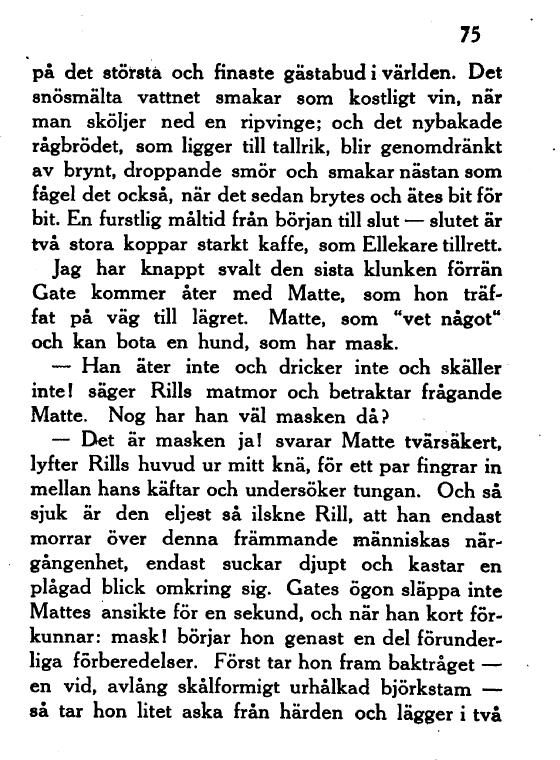 75
på det största och finaste gästabud i världen. Det
snösmälta vattnet smakar som kostligt vin, när
man sköljer ned en ripvinge; och det nybakade
rågbrödet, som ligger till tallrik, blir genomdränkt
av brynt, droppande smör och smakar nästan som
fågel det också, när det sedan brytes och ätes bit för
bit. En furstlig måltid från början till slut — slutet är
två stora koppar starkt kaffe, som Ellekare tillrett.
Jag har knappt svalt den sista klunken förrän
Gate kommer åter med Matte, som hon träf-
fat på väg till lägret. Matte, som “vet något“
och kan bota en hund, som har mask.
— Han äter inte och dricker inte och skäller
inte! säger Rills matmor och betraktar frågande
Matte. Nog har han väl masken då?
— Det är masken ja! svarar Matte tvärsäkert,
lyfter Rills huvud ur mitt knä, för ett par fingrar in
mellan hans käftar och undersöker tungan. Och så
sjuk är den eljest så ilskne Rill, att han endast
morrar över denna främmande människas när-
gångenhet, endast suckar djupt och kastar en
plågad blick omkring sig. Gates ögon släppa inte
Mattes ansikte för en sekund, och när han kort för-
kunnar: mask! börjar hon genast en del förunder-
liga förberedelser. Först tar hon fram baktråget —
en vid, avlång skålformigt urhålkad björkstam —
så tar hon litet aska från härden och lägger i två